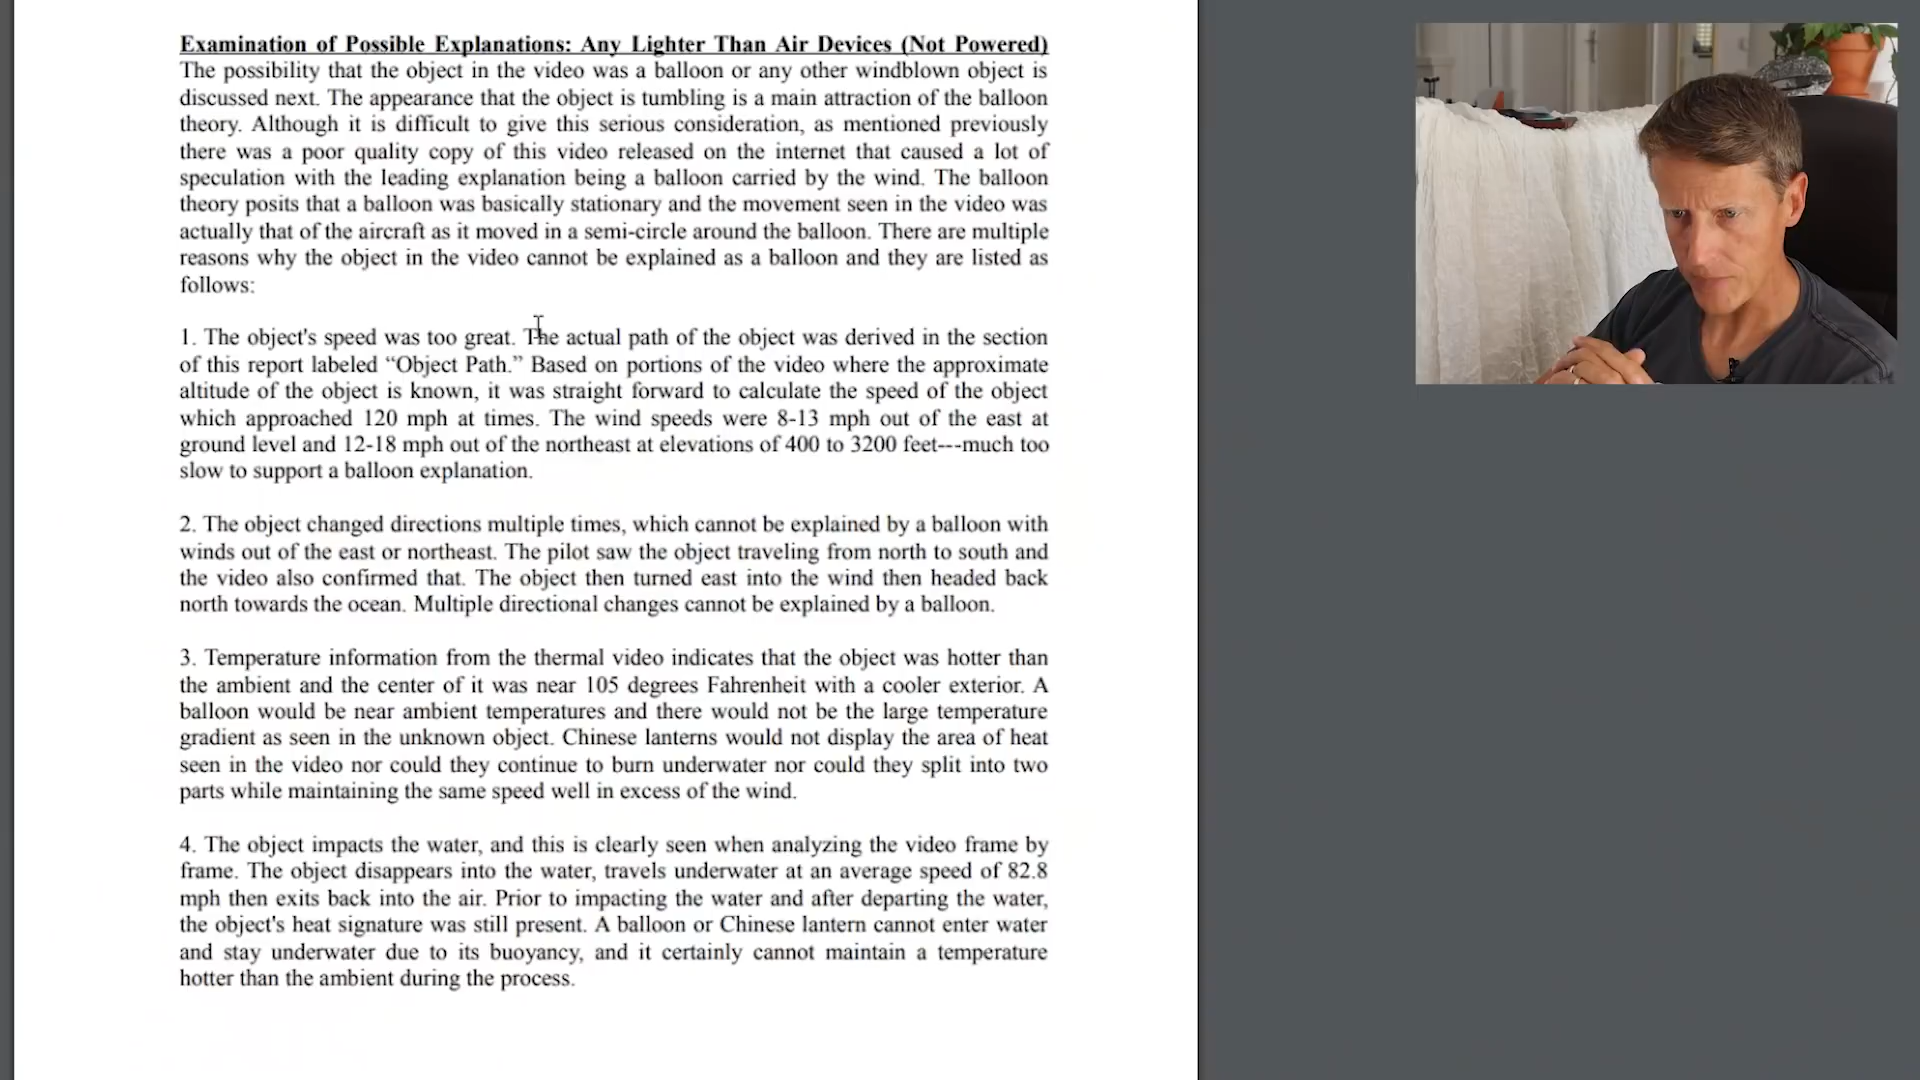 Examination of Possible Explanations: Any Lighter Than Air Devices (Not Powered)
The possibility that the object in the video was a balloon or any other windblown object is
discussed next. The appearance that the object is tumbling is a main attraction of the balloon
theory. Although it is difficult to give this serious consideration, as mentioned previously
there was a poor quality copy of this video released on the internet that caused a lot of
speculation with the leading explanation being a balloon carried by the wind. The balloon
theory posits that a balloon was basically stationary and the movement seen in the video was
actually that of the aircraft as it moved in a semi-circle around the balloon. There are multiple
reasons why the object in the video cannot be explained as a balloon and they are listed as
follows:
1. The object's speed was too great. The actual path of the object was derived in the section
of this report labeled “Object Path.” Based on portions of the video where the approximate
altitude of the object is known, it was straight forward to calculate the speed of the object
which approached 120 mph at times. The wind speeds were 8-13 mph out of the east at
ground level and 12-18 mph out of the northeast at elevations of 400 to 3200 feet---much too
slow to support a balloon explanation.
2. The object changed directions multiple times, which cannot be explained by a balloon with
winds out of the east or northeast. The pilot saw the object traveling from north to south and
the video also confirmed that. The object then turned east into the wind then headed back
north towards the ocean. Multiple directional changes cannot be explained by a balloon.
3. Temperature information from the thermal video indicates that the object was hotter than
the ambient and the center of it was near 105 degrees Fahrenheit with a cooler exterior. A
balloon would be near ambient temperatures and there would not be the large temperature
gradient as seen in the unknown object. Chinese lanterns would not display the area of heat
seen in the video nor could they continue to burn underwater nor could they split into two
parts while maintaining the same speed well in excess of the wind.
4. The object impacts the water, and this is clearly seen when analyzing the video frame by
frame. The object disappears into the water, travels underwater at an average speed of 82.8
mph then exits back into the air. Prior to impacting the water and after departing the water,
the object's heat signature was still present. A balloon or Chinese lantern cannot enter water
and stay underwater due to its buoyancy, and it certainly cannot maintain a temperature
hotter than the ambient during the process.